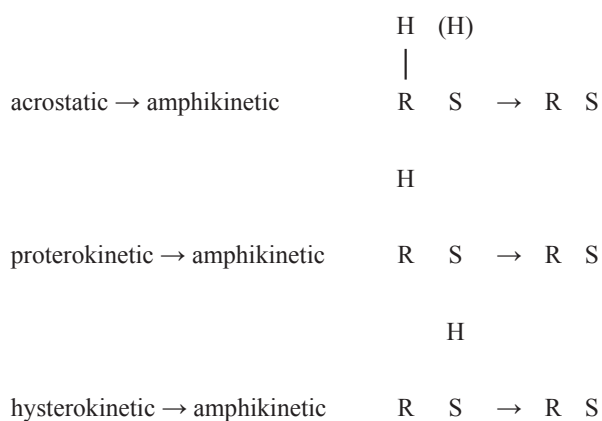 H (H)
|
acrostatic → amphikinetic R S → R S
H
proterokinetic → amphikinetic R S → R S
H
hysterokinetic → amphikinetic R S → R S